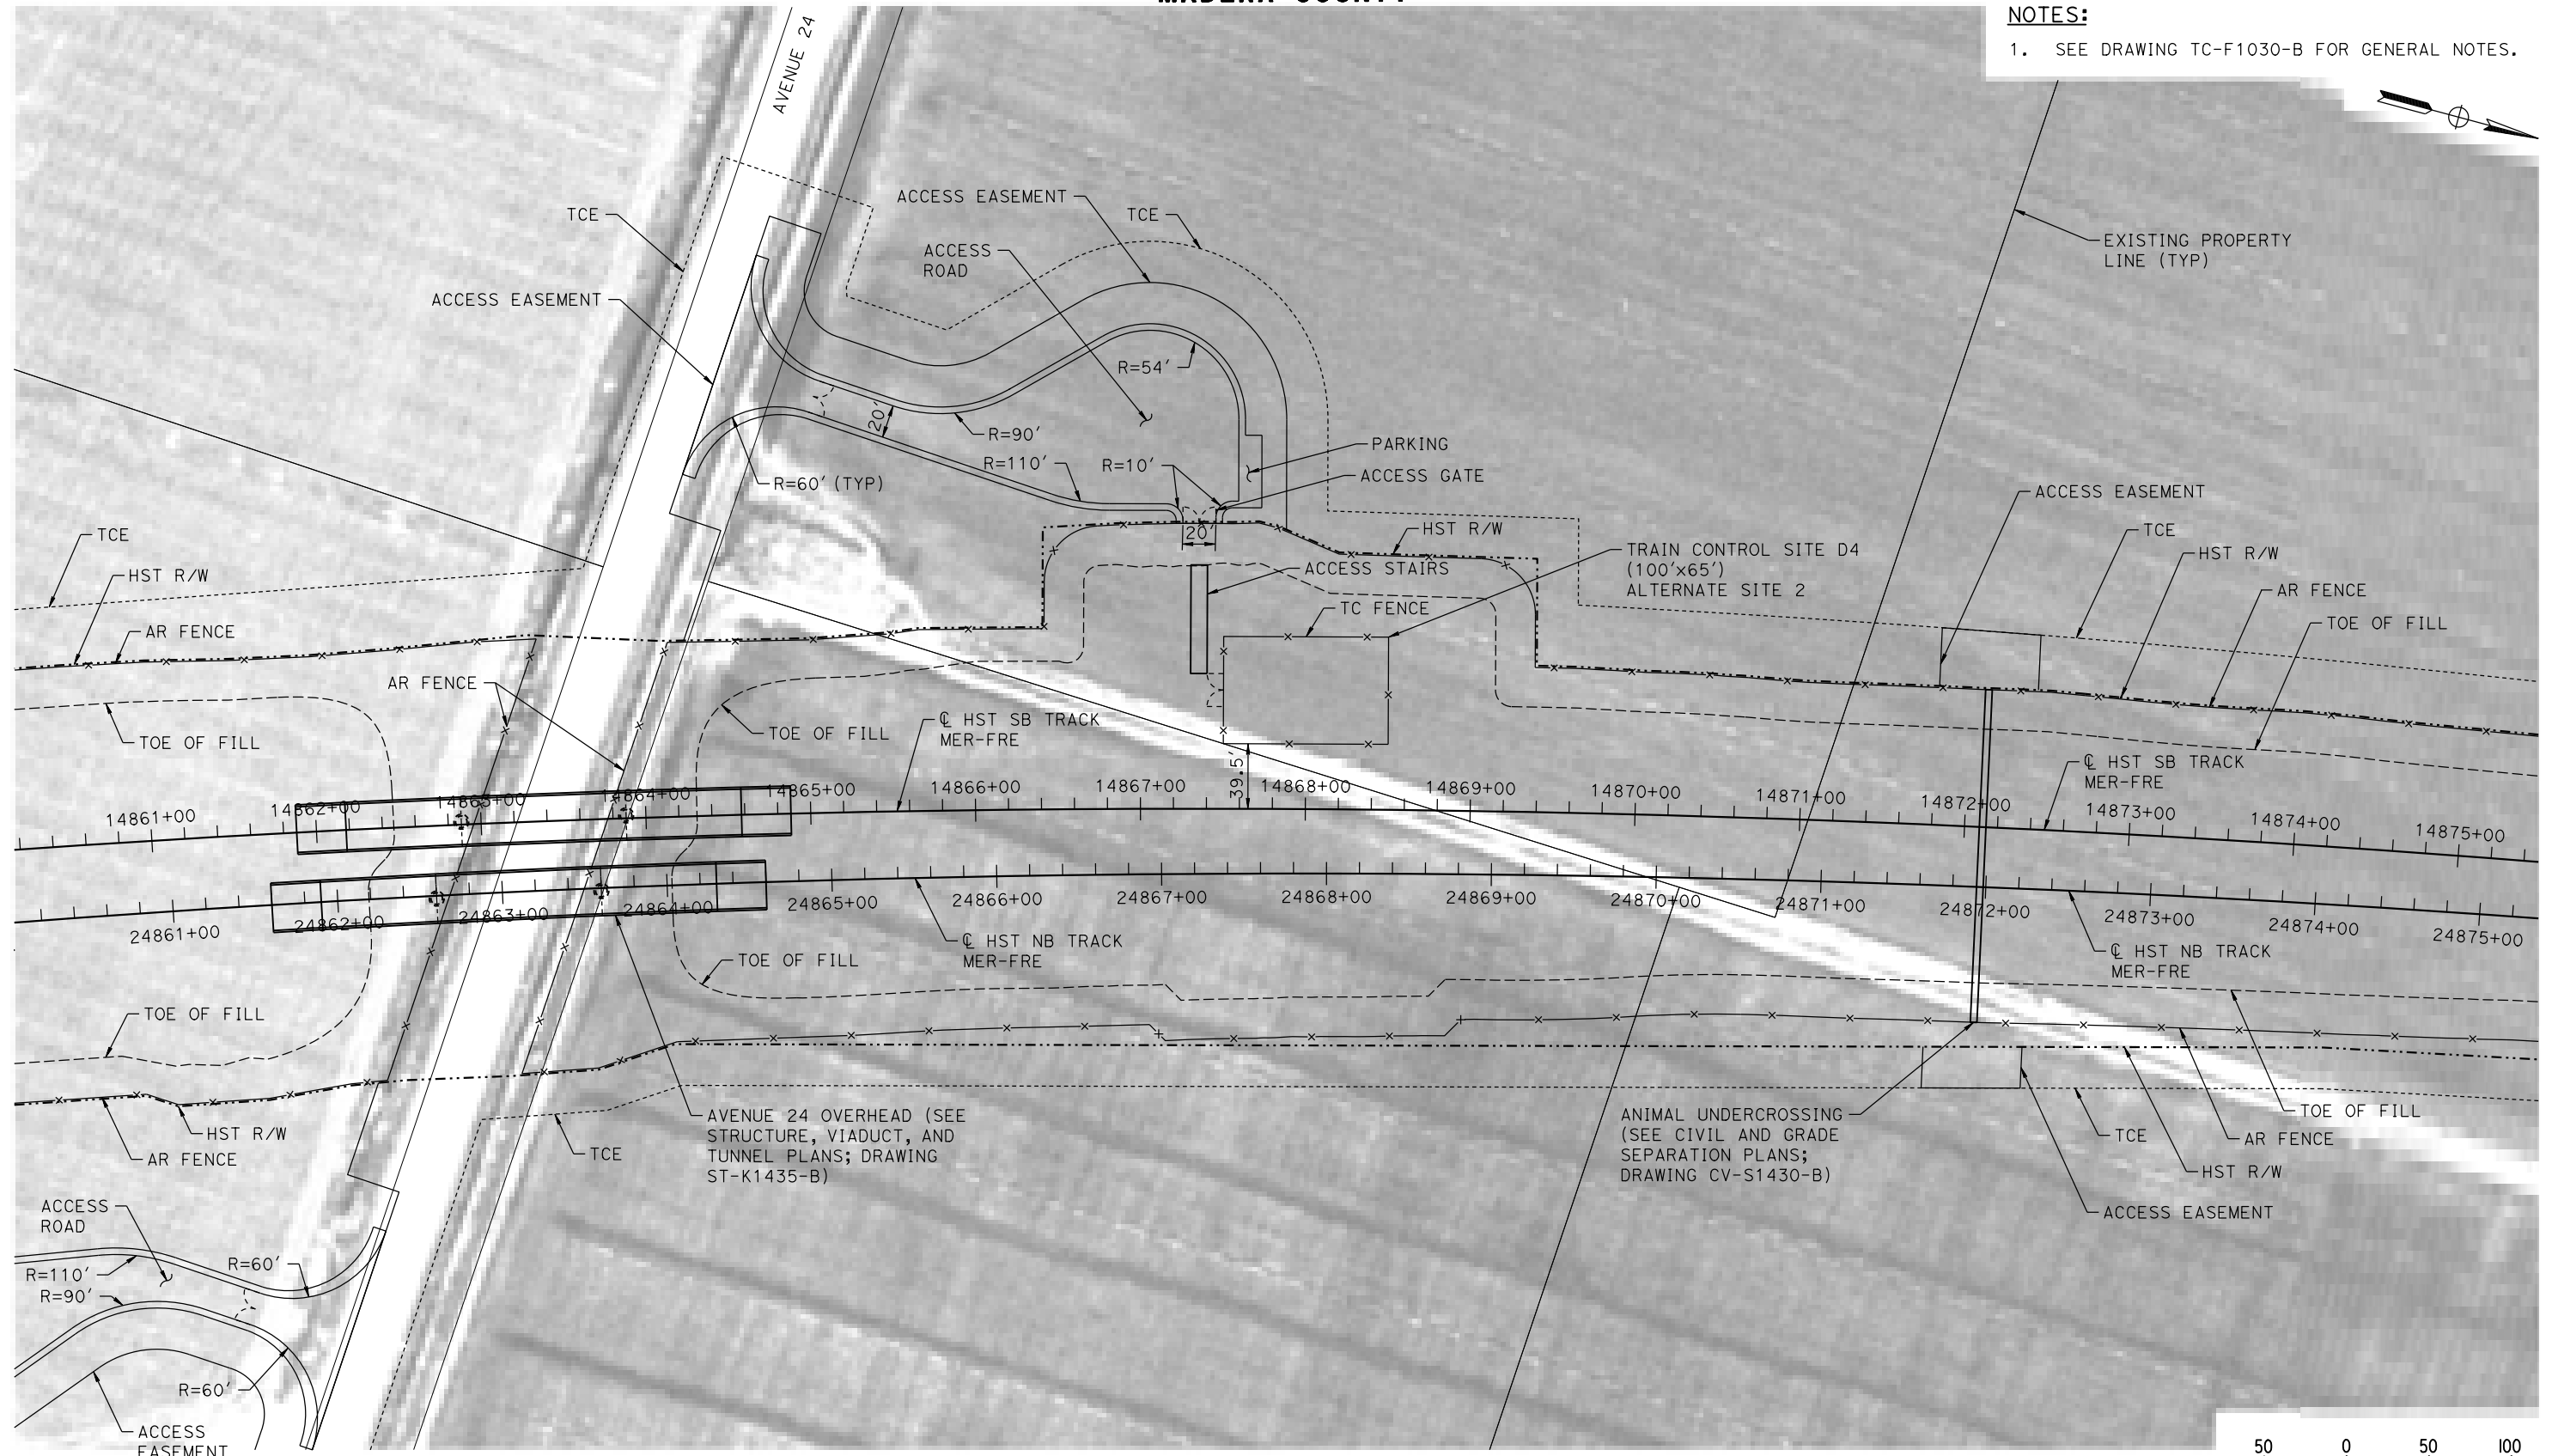 NOTES:
1. SEE DRAWING TC-F1030-B FOR GENERAL NOTES.
AVENUE 24
TCE
ACCESS EASEMENT
ACCESS EASEMENT
TCE
ACCESS
ROAD
EXISTING PROPERTY
LINE (TYP)
R=54'
20'
R=90'
R=110'
R=10'
R=60' (TYP)
PARKING
ACCESS GATE
20'
HST R/W
ACCESS STAIRS
TC FENCE
TRAIN CONTROL SITE D4
(100'x65')
ALTERNATE SITE 2
ACCESS EASEMENT
TCE
HST R/W
AR FENCE
TOE OF FILL
TCE
HST R/W
AR FENCE
AR FENCE
TOE OF FILL
TOE OF FILL
℄ HST SB TRACK
MER-FRE
39.5'
℄ HST SB TRACK
MER-FRE
14861+00
14862+00
14863+00
14864+00
14865+00
14866+00
14867+00
14868+00
14869+00
14870+00
14871+00
14872+00
14873+00
14874+00
14875+00
24861+00
24862+00
24863+00
24864+00
24865+00
24866+00
24867+00
24868+00
24869+00
24870+00
24871+00
24872+00
24873+00
24874+00
24875+00
℄ HST NB TRACK
MER-FRE
℄ HST NB TRACK
MER-FRE
TOE OF FILL
TOE OF FILL
HST R/W
AR FENCE
TCE
AVENUE 24 OVERHEAD (SEE
STRUCTURE, VIADUCT, AND
TUNNEL PLANS; DRAWING
ST-K1435-B)
ANIMAL UNDERCROSSING
(SEE CIVIL AND GRADE
SEPARATION PLANS;
DRAWING CV-S1430-B)
TOE OF FILL
AR FENCE
TCE
HST R/W
ACCESS EASEMENT
ACCESS
ROAD
R=110'
R=90'
R=60'
R=60'
ACCESS
EASEMENT
50 0 50 100